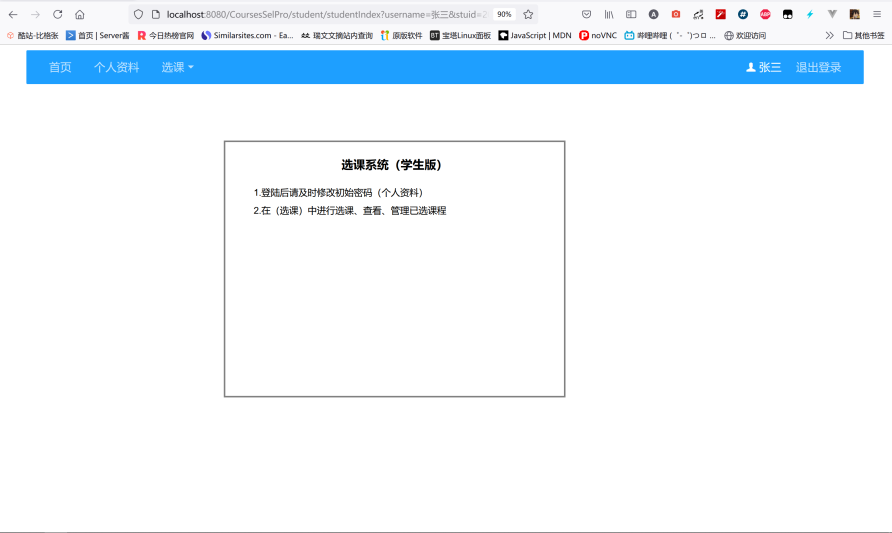 localhost:8080/CoursesSelPro/student/studentIndex?username=张三&stuid=2
90%
酷站-比格张 首页 | Server酱 今日热榜官网 Similarsites.com - Ea... 瑞文文摘站内查询 原版软件 宝塔Linux面板 JavaScript | MDN noVNC 哔哩哔哩 ( ゜- ゜)つロ ... 欢迎访问 其他书签
首页 个人资料 选课 张三 退出登录
选课系统（学生版）
1.登陆后请及时修改初始密码（个人资料）
2.在（选课）中进行选课、查看、管理已选课程